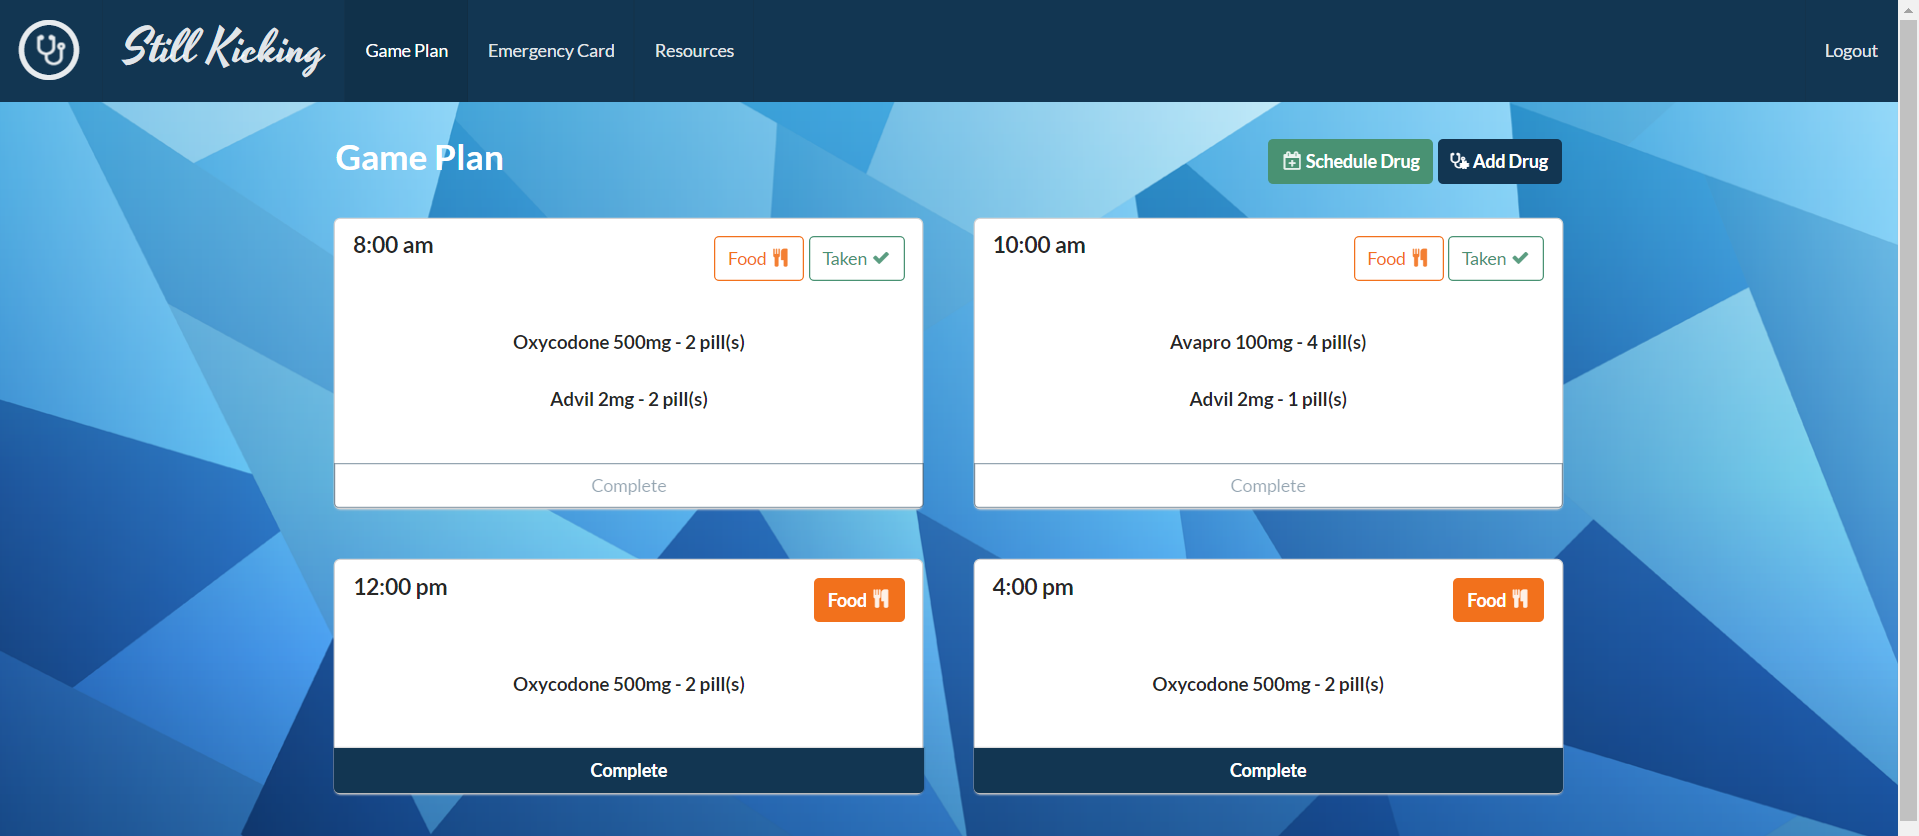 Still Kicking
Game Plan
Emergency Card
Resources
Logout
Game Plan
Schedule Drug
Add Drug
8:00 am
Food
Taken
Oxycodone 500mg - 2 pill(s)
Advil 2mg - 2 pill(s)
Complete
10:00 am
Food
Taken
Avapro 100mg - 4 pill(s)
Advil 2mg - 1 pill(s)
Complete
12:00 pm
Food
Oxycodone 500mg - 2 pill(s)
Complete
4:00 pm
Food
Oxycodone 500mg - 2 pill(s)
Complete